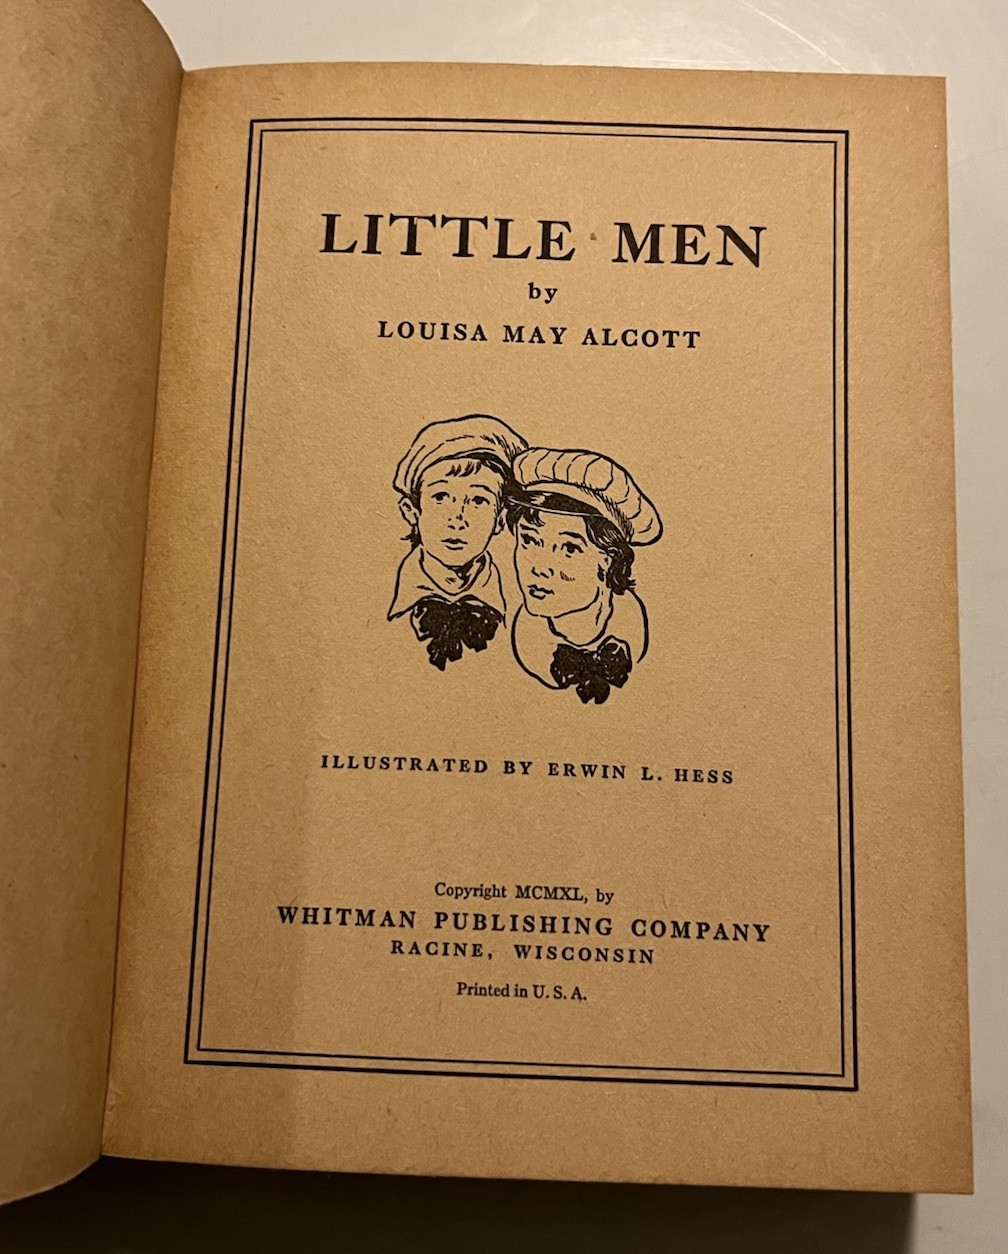 LITTLE MEN
by
LOUISA MAY ALCOTT
ILLUSTRATED BY ERWIN L. HESS
Copyright MCMXL, by
WHITMAN PUBLISHING COMPANY
RACINE, WISCONSIN
Printed in U. S. A.